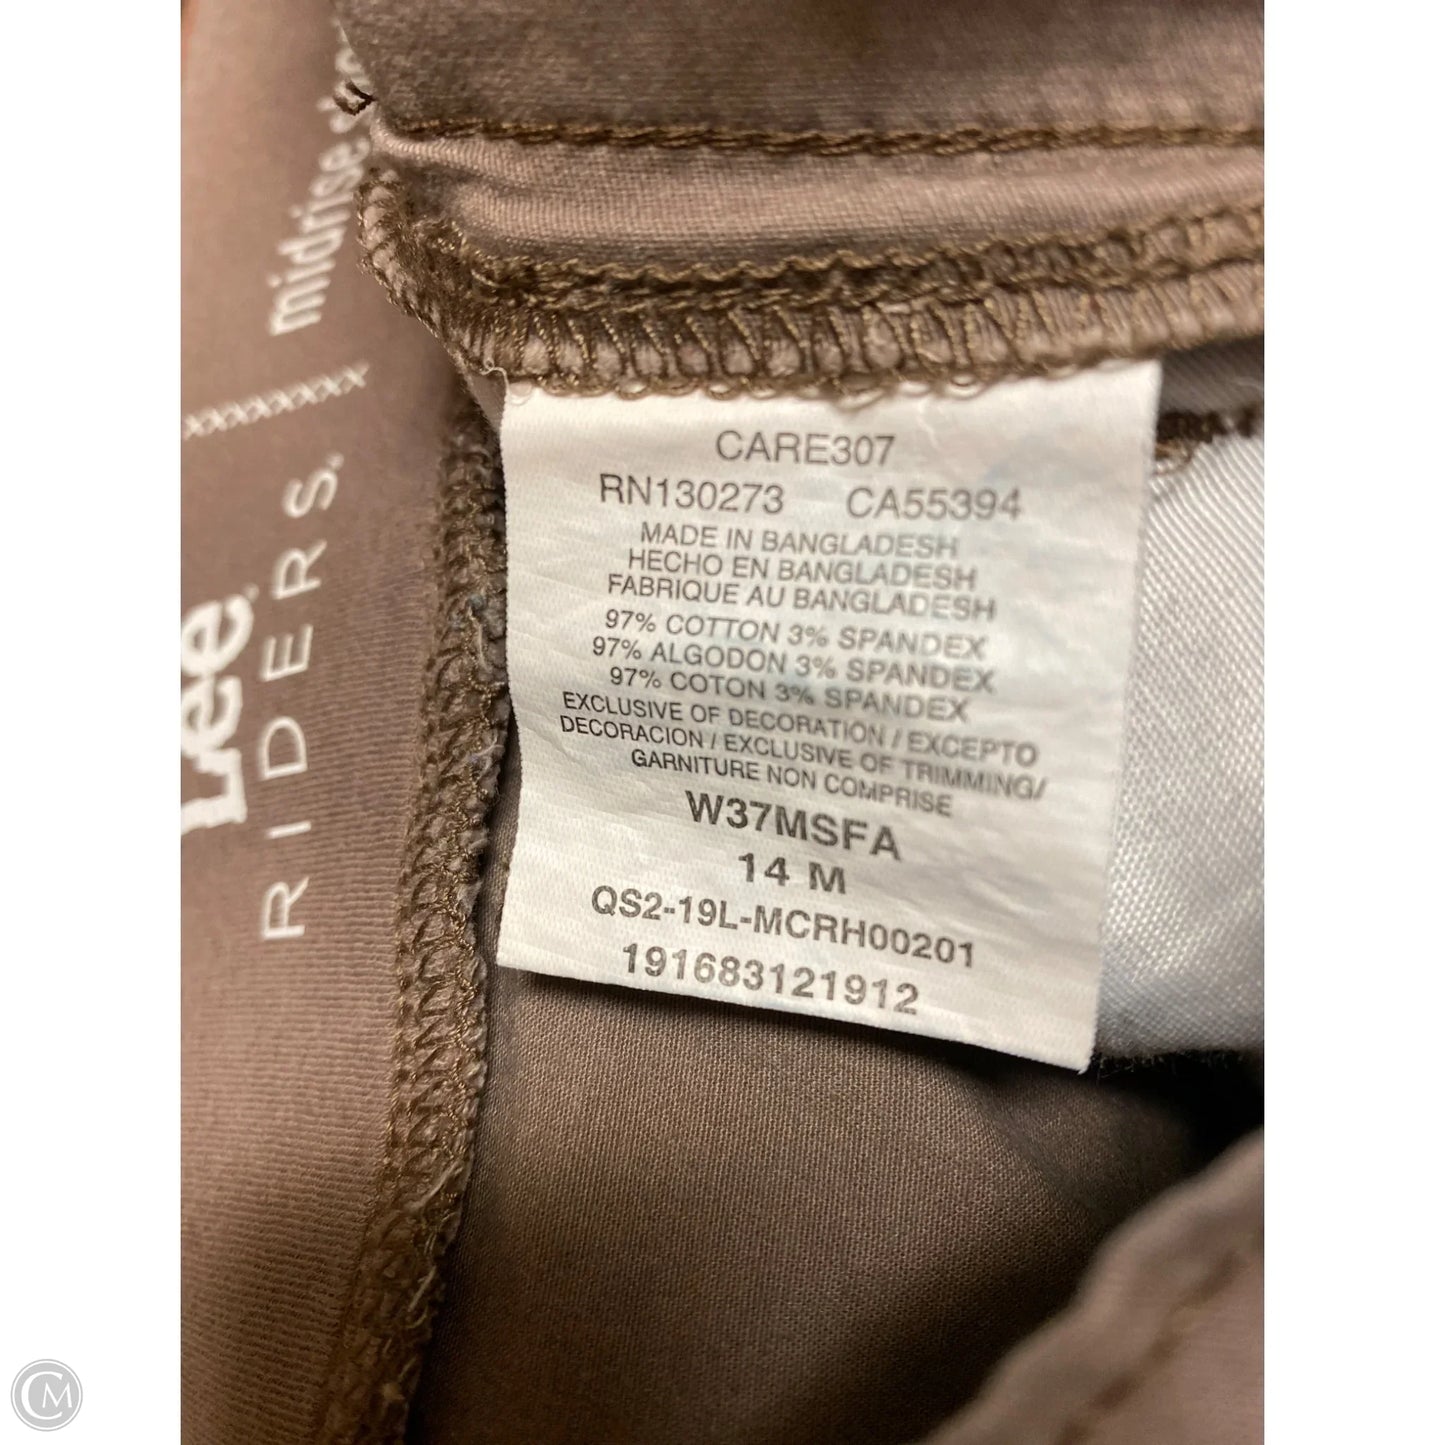 midrise
xxxxxxxxx
Lee
RIDERS.
CARE307
RN130273 CA55394
MADE IN BANGLADESH
HECHO EN BANGLADESH
FABRIQUE AU BANGLADESH
97% COTTON 3% SPANDEX
97% ALGODON 3% SPANDEX
97% COTON 3% SPANDEX
EXCLUSIVE OF DECORATION / EXCEPTO
DECORACION / EXCLUSIVE OF TRIMMING/
GARNITURE NON COMPRISE
W37MSFA
14 M
QS2-19L-MCRH00201
191683121912
CM